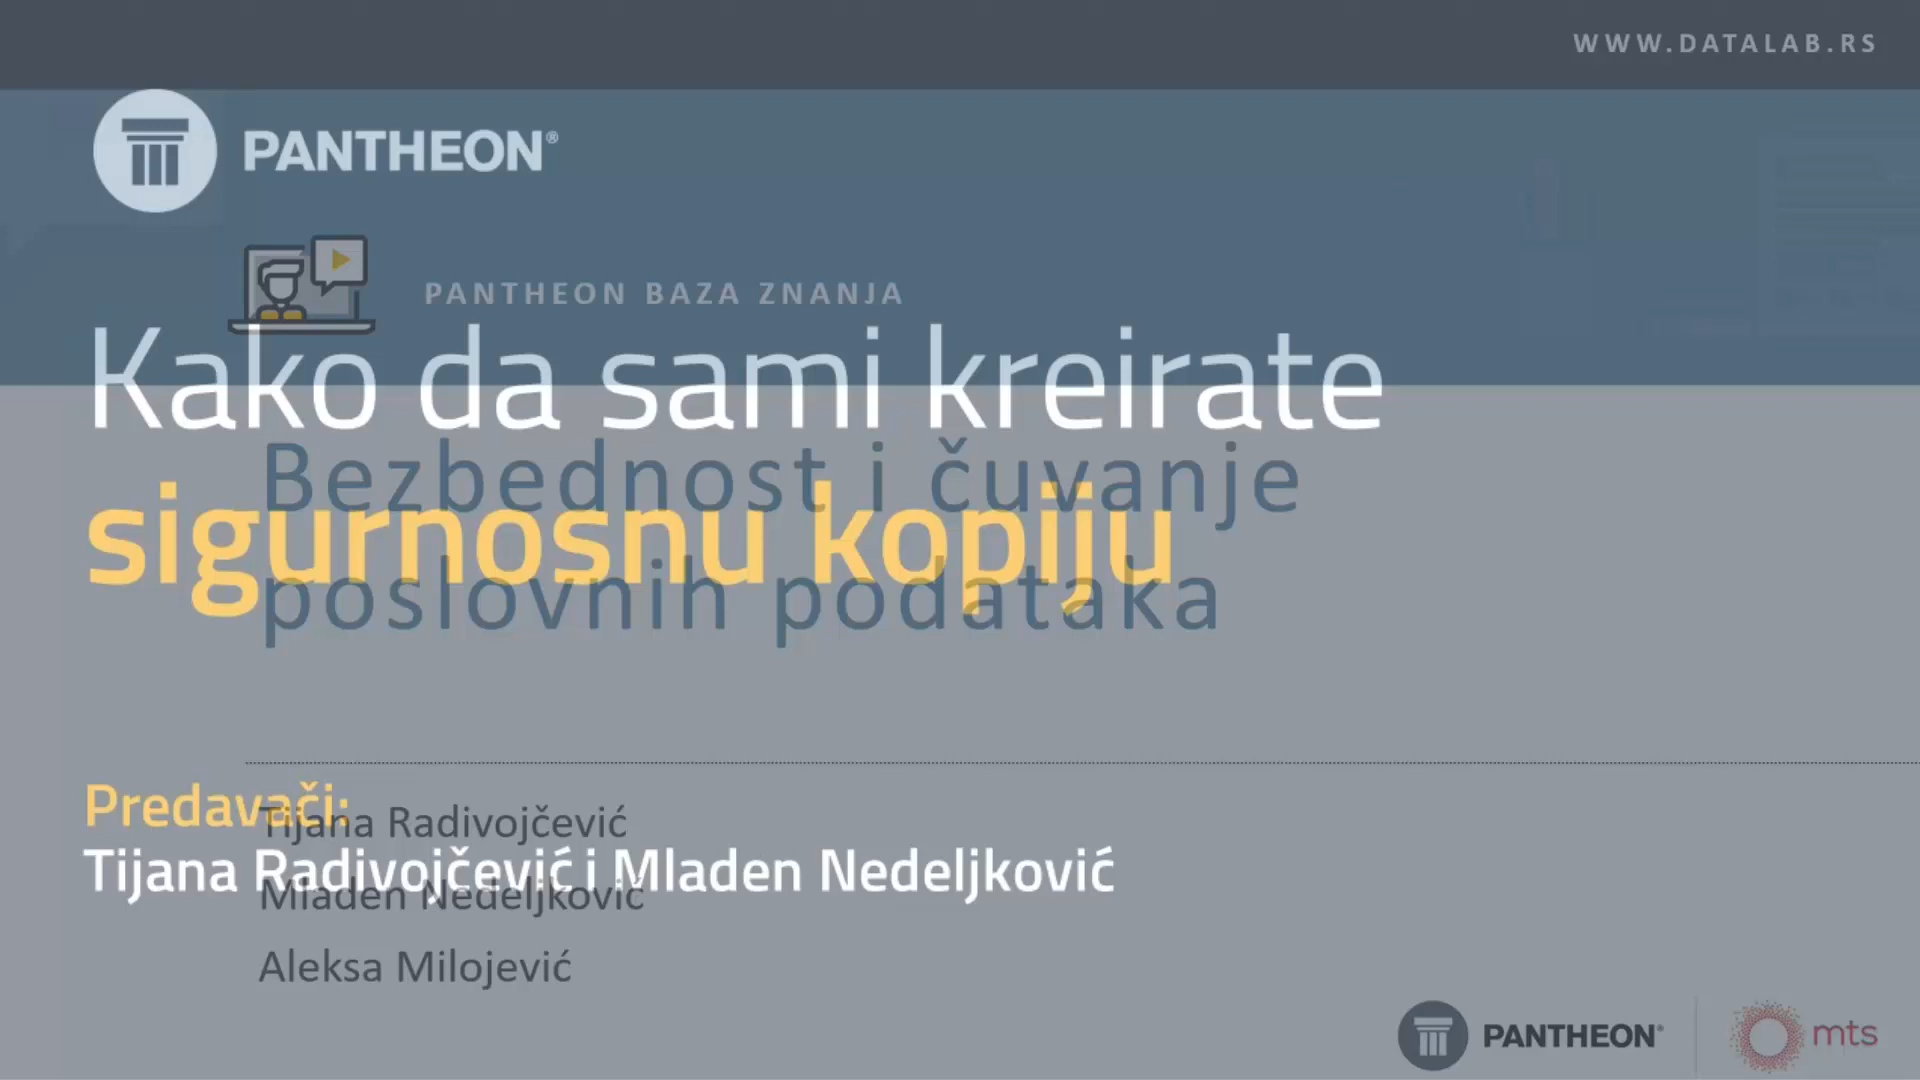 WWW.DATALAB.RS
PANTHEON®
PANTHEON BAZA ZNANJA
Kako da sami kreirate
Bezbednost i čuvanje
sigurnosnu kopiju
poslovnih podataka
Predavači:
Tijana Radivojčević
Tijana Radivojčević i Mladen Nedeljković
Mladen Nedeljković
Aleksa Milojević
PANTHEON®
mts